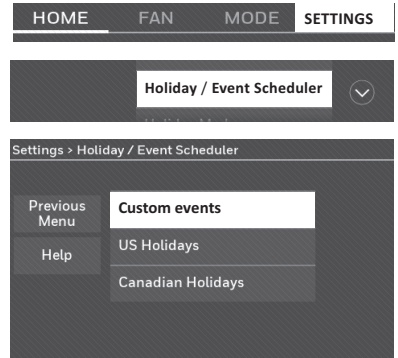 HOME FAN MODE SETTINGS
Holiday / Event Scheduler
Settings > Holiday / Event Scheduler
Previous
Menu
Custom events
Help
US Holidays
Canadian Holidays